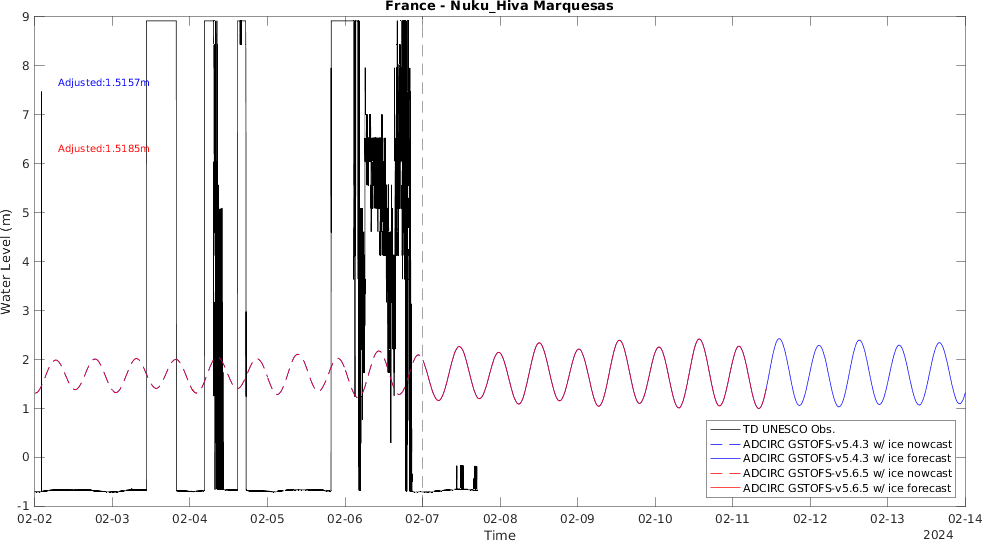 France - Nuku_Hiva Marquesas
9
8
7
6
5
4
3
2
1
0
-1
Water Level (m)
Adjusted:1.5157m
Adjusted:1.5185m
TD UNESCO Obs.
ADCIRC GSTOFS-v5.4.3 w/ ice nowcast
ADCIRC GSTOFS-v5.4.3 w/ ice forecast
ADCIRC GSTOFS-v5.6.5 w/ ice nowcast
ADCIRC GSTOFS-v5.6.5 w/ ice forecast
02-02 02-03 02-04 02-05 02-06 02-07 02-08 02-09 02-10 02-11 02-12 02-13 02-14
Time
2024